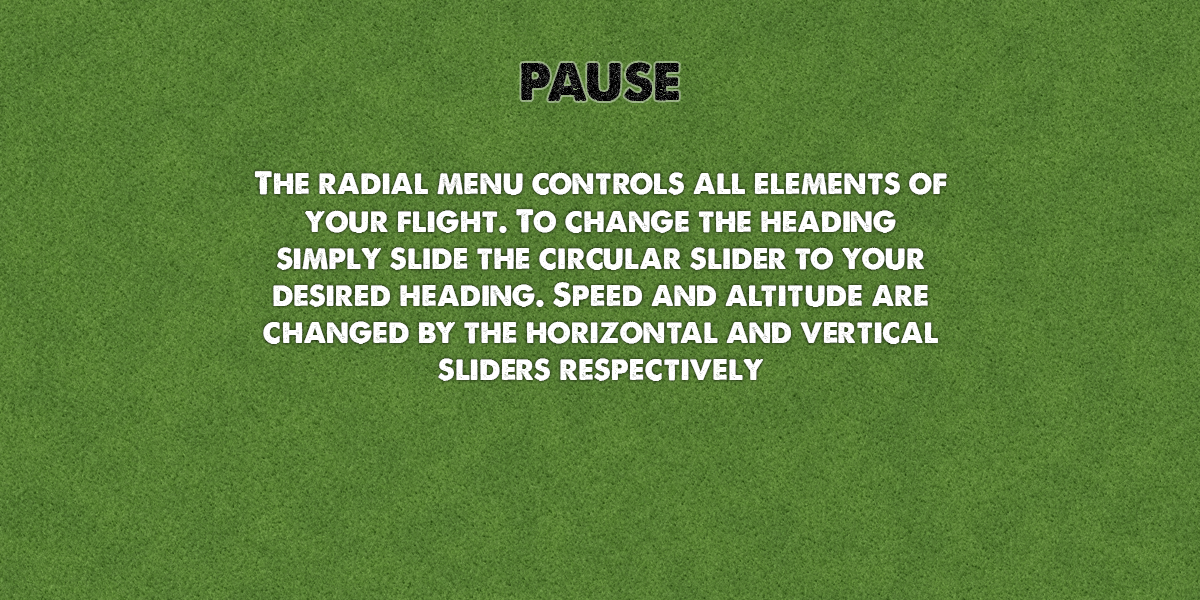 PAUSE
The radial menu controls all elements of
your flight. To change the heading
simply slide the circular slider to your
desired heading. Speed and altitude are
changed by the horizontal and vertical
sliders respectively